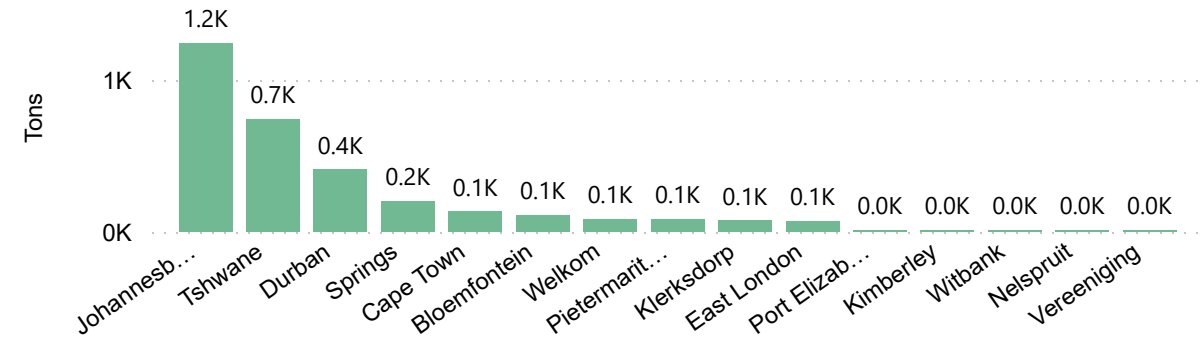 1.2K
1K
0.7K
Tons
0.4K
0.2K
0.1K
0.1K
0.1K
0.1K
0.1K
0.1K
0.0K
0.0K
0.0K
0.0K
0.0K
0K
Johannesb...
Tshwane
Durban
Springs
Cape Town
Bloemfontein
Welkom
Pietermarit...
Klerksdorp
East London
Port Elizab...
Kimberley
Witbank
Nelspruit
Vereeniging